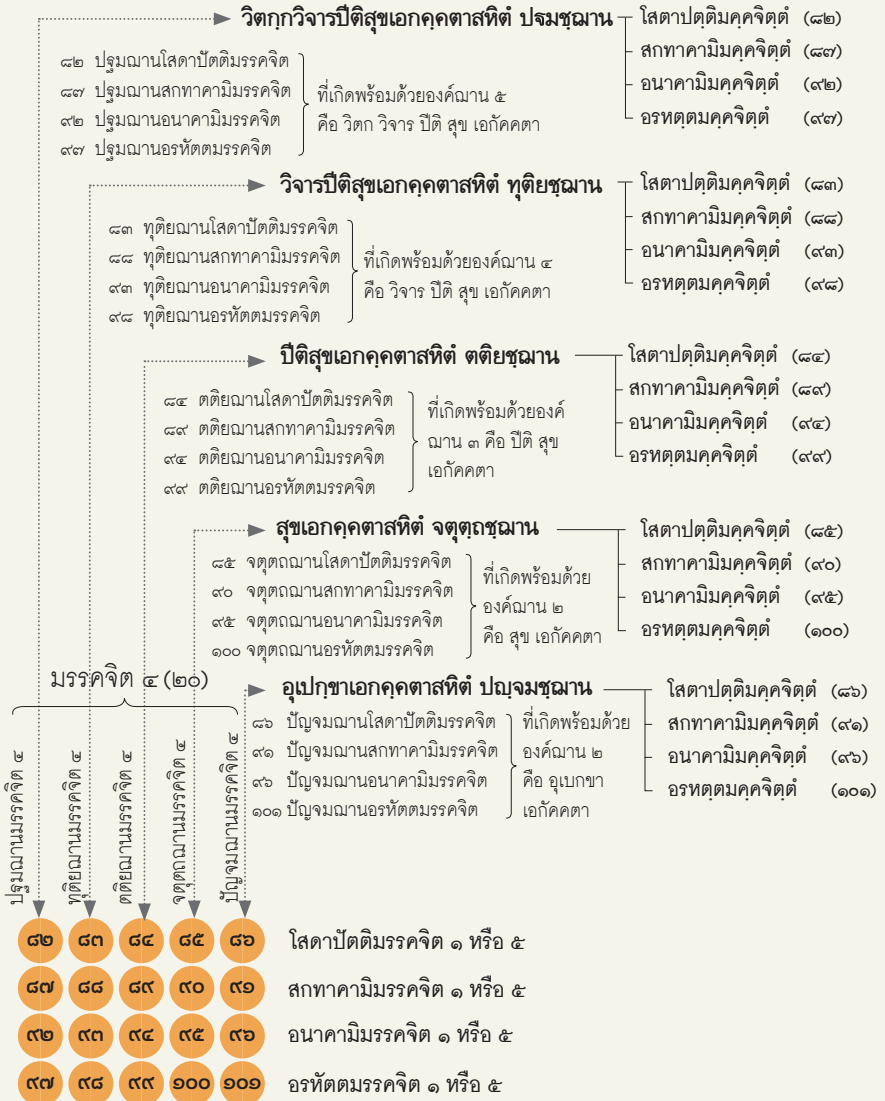 วิตกฺกวิจารปีติสุขเอกคฺคตาสหิตํ ปฐมชฺฌาน
โสตาปตฺติมคฺคจิตฺตํ (๘๒)
สกทาคามิมคฺคจิตฺตํ (๘๗)
อนาคามิมคฺคจิตฺตํ (๙๒)
อรหตฺตมคฺคจิตฺตํ (๙๗)
๘๒ ปฐมฌานโสดาปัตติมรรคจิต
๘๗ ปฐมฌานสกทาคามิมรรคจิต
๙๒ ปฐมฌานอนาคามิมรรคจิต
๙๗ ปฐมฌานอรหัตตมรรคจิต
ที่เกิดพร้อมด้วยองค์ฌาน ๕
คือ วิตก วิจาร ปีติ สุข เอกัคคตา
วิจารปีติสุขเอกคฺคตาสหิตํ ทุติยชฺฌาน
โสตาปตฺติมคฺคจิตฺตํ (๘๓)
สกทาคามิมคฺคจิตฺตํ (๘๘)
อนาคามิมคฺคจิตฺตํ (๙๓)
อรหตฺตมคฺคจิตฺตํ (๙๘)
๘๓ ทุติยฌานโสดาปัตติมรรคจิต
๘๘ ทุติยฌานสกทาคามิมรรคจิต
๙๓ ทุติยฌานอนาคามิมรรคจิต
๙๘ ทุติยฌานอรหัตตมรรคจิต
ที่เกิดพร้อมด้วยองค์ฌาน ๔
คือ วิจาร ปีติ สุข เอกัคคตา
ปีติสุขเอกคฺคตาสหิตํ ตติยชฺฌาน
โสตาปตฺติมคฺคจิตฺตํ (๘๔)
สกทาคามิมคฺคจิตฺตํ (๘๙)
อนาคามิมคฺคจิตฺตํ (๙๔)
อรหตฺตมคฺคจิตฺตํ (๙๙)
๘๔ ตติยฌานโสดาปัตติมรรคจิต
๘๙ ตติยฌานสกทาคามิมรรคจิต
๙๔ ตติยฌานอนาคามิมรรคจิต
๙๙ ตติยฌานอรหัตตมรรคจิต
ที่เกิดพร้อมด้วยองค์
ฌาน ๓ คือ ปีติ สุข
เอกัคคตา
สุขเอกคฺคตาสหิตํ จตุตฺถชฺฌาน
โสตาปตฺติมคฺคจิตฺตํ (๘๕)
สกทาคามิมคฺคจิตฺตํ (๙๐)
อนาคามิมคฺคจิตฺตํ (๙๕)
อรหตฺตมคฺคจิตฺตํ (๑๐๐)
๘๕ จตุตถฌานโสดาปัตติมรรคจิต
๙๐ จตุตถฌานสกทาคามิมรรคจิต
๙๕ จตุตถฌานอนาคามิมรรคจิต
๑๐๐ จตุตถฌานอรหัตตมรรคจิต
ที่เกิดพร้อมด้วย
องค์ฌาน ๒
คือ สุข เอกัคคตา
มรรคจิต ๔ (๒๐)
อุเปกฺขาเอกคฺคตาสหิตํ ปญฺจมชฺฌาน
โสตาปตฺติมคฺคจิตฺตํ (๘๖)
สกทาคามิมคฺคจิตฺตํ (๙๑)
อนาคามิมคฺคจิตฺตํ (๙๖)
อรหตฺตมคฺคจิตฺตํ (๑๐๑)
๘๖ ปัญจมฌานโสดาปัตติมรรคจิต
๙๑ ปัญจมฌานสกทาคามิมรรคจิต
๙๖ ปัญจมฌานอนาคามิมรรคจิต
๑๐๑ ปัญจมฌานอรหัตตมรรคจิต
ที่เกิดพร้อมด้วย
องค์ฌาน ๒
คือ อุเบกขา
เอกัคคตา
ปฐมฌานมรรคจิต ๔
ทุติยฌานมรรคจิต ๔
ตติยฌานมรรคจิต ๔
จตุตถฌานมรรคจิต ๔
ปัญจมฌานมรรคจิต ๔
๘๒ ๘๓ ๘๔ ๘๕ ๘๖ โสดาปัตติมรรคจิต ๑ หรือ ๕
๘๗ ๘๘ ๘๙ ๙๐ ๙๑ สกทาคามิมรรคจิต ๑ หรือ ๕
๙๒ ๙๓ ๙๔ ๙๕ ๙๖ อนาคามิมรรคจิต ๑ หรือ ๕
๙๗ ๙๘ ๙๙ ๑๐๐ ๑๐๑ อรหัตตมรรคจิต ๑ หรือ ๕